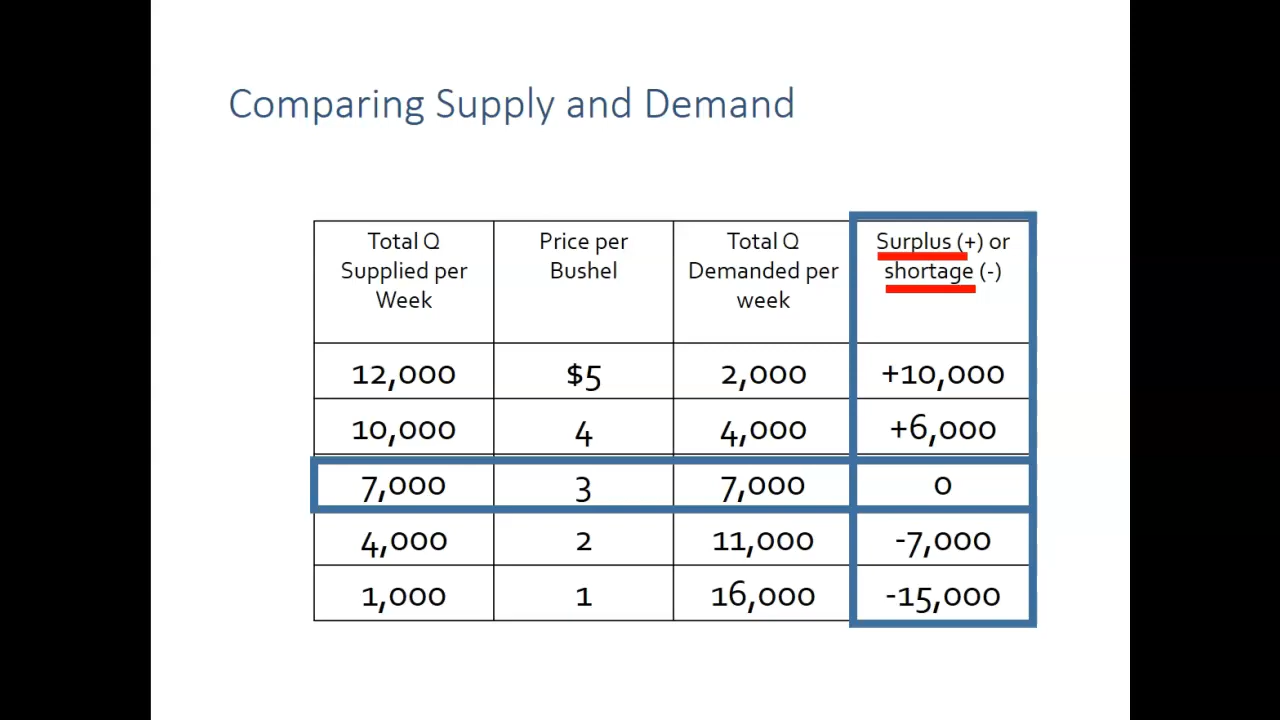 Comparing Supply and Demand
Total Q
Supplied per
Week
Price per
Bushel
Total Q
Demanded per
week
Surplus (+) or
shortage (-)
12,000 $5 2,000 +10,000
10,000 4 4,000 +6,000
7,000 3 7,000 0
4,000 2 11,000 -7,000
1,000 1 16,000 -15,000